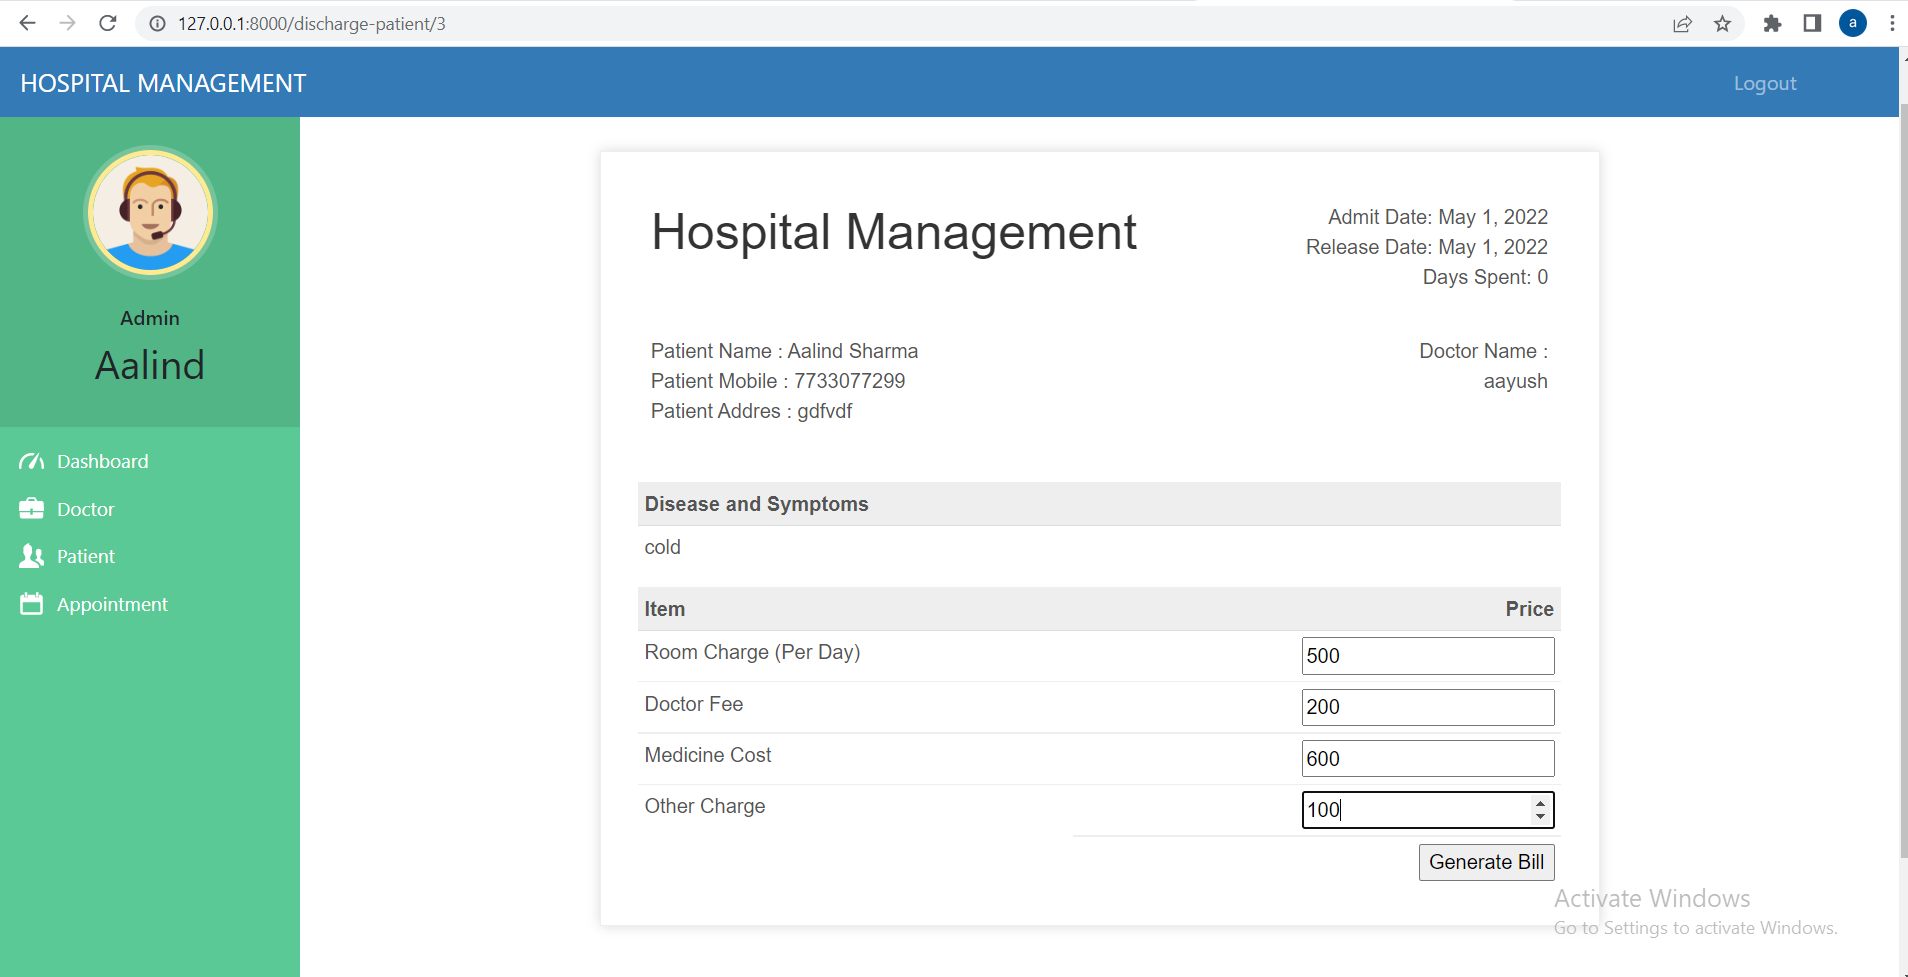 127.0.0.1:8000/discharge-patient/3
a
HOSPITAL MANAGEMENT
Logout
Admin
Aalind
Dashboard
Doctor
Patient
Appointment
Hospital Management
Admit Date: May 1, 2022
Release Date: May 1, 2022
Days Spent: 0
Patient Name : Aalind Sharma
Patient Mobile : 7733077299
Patient Addres : gdfvdf
Doctor Name :
aayush
Disease and Symptoms
cold
Item Price
Room Charge (Per Day) 500
Doctor Fee 200
Medicine Cost 600
Other Charge 100
Generate Bill
Activate Windows
Go to Settings to activate Windows.